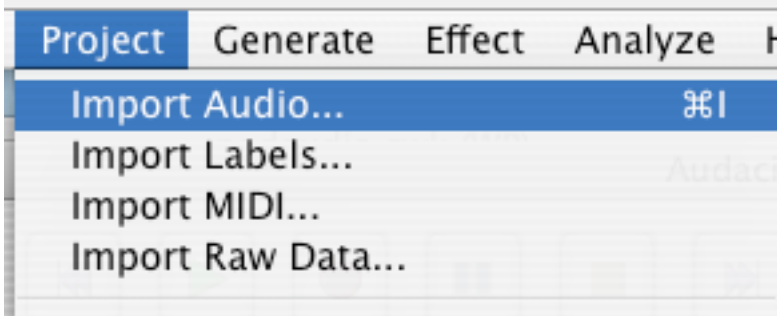 Project Generate Effect Analyze
Import Audio... ⌘I
Import Labels...
Import MIDI...
Import Raw Data...